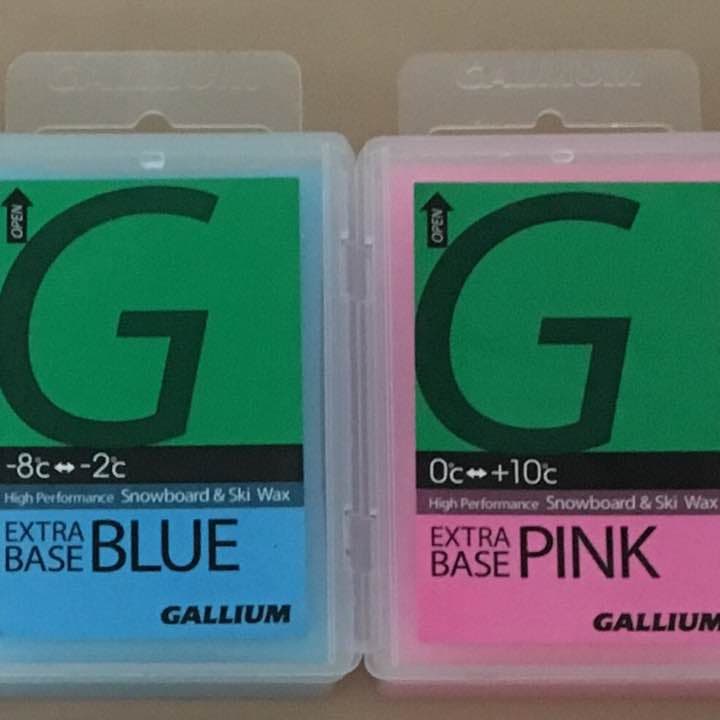 GALLIUM
OPEN
G
-8℃↔-2℃
High Performance Snowboard & Ski Wax
EXTRA
BASE BLUE
GALLIUM
GALLIUM
OPEN
G
0℃↔+10℃
High Performance Snowboard & Ski Wax
EXTRA
BASE PINK
GALLIUM